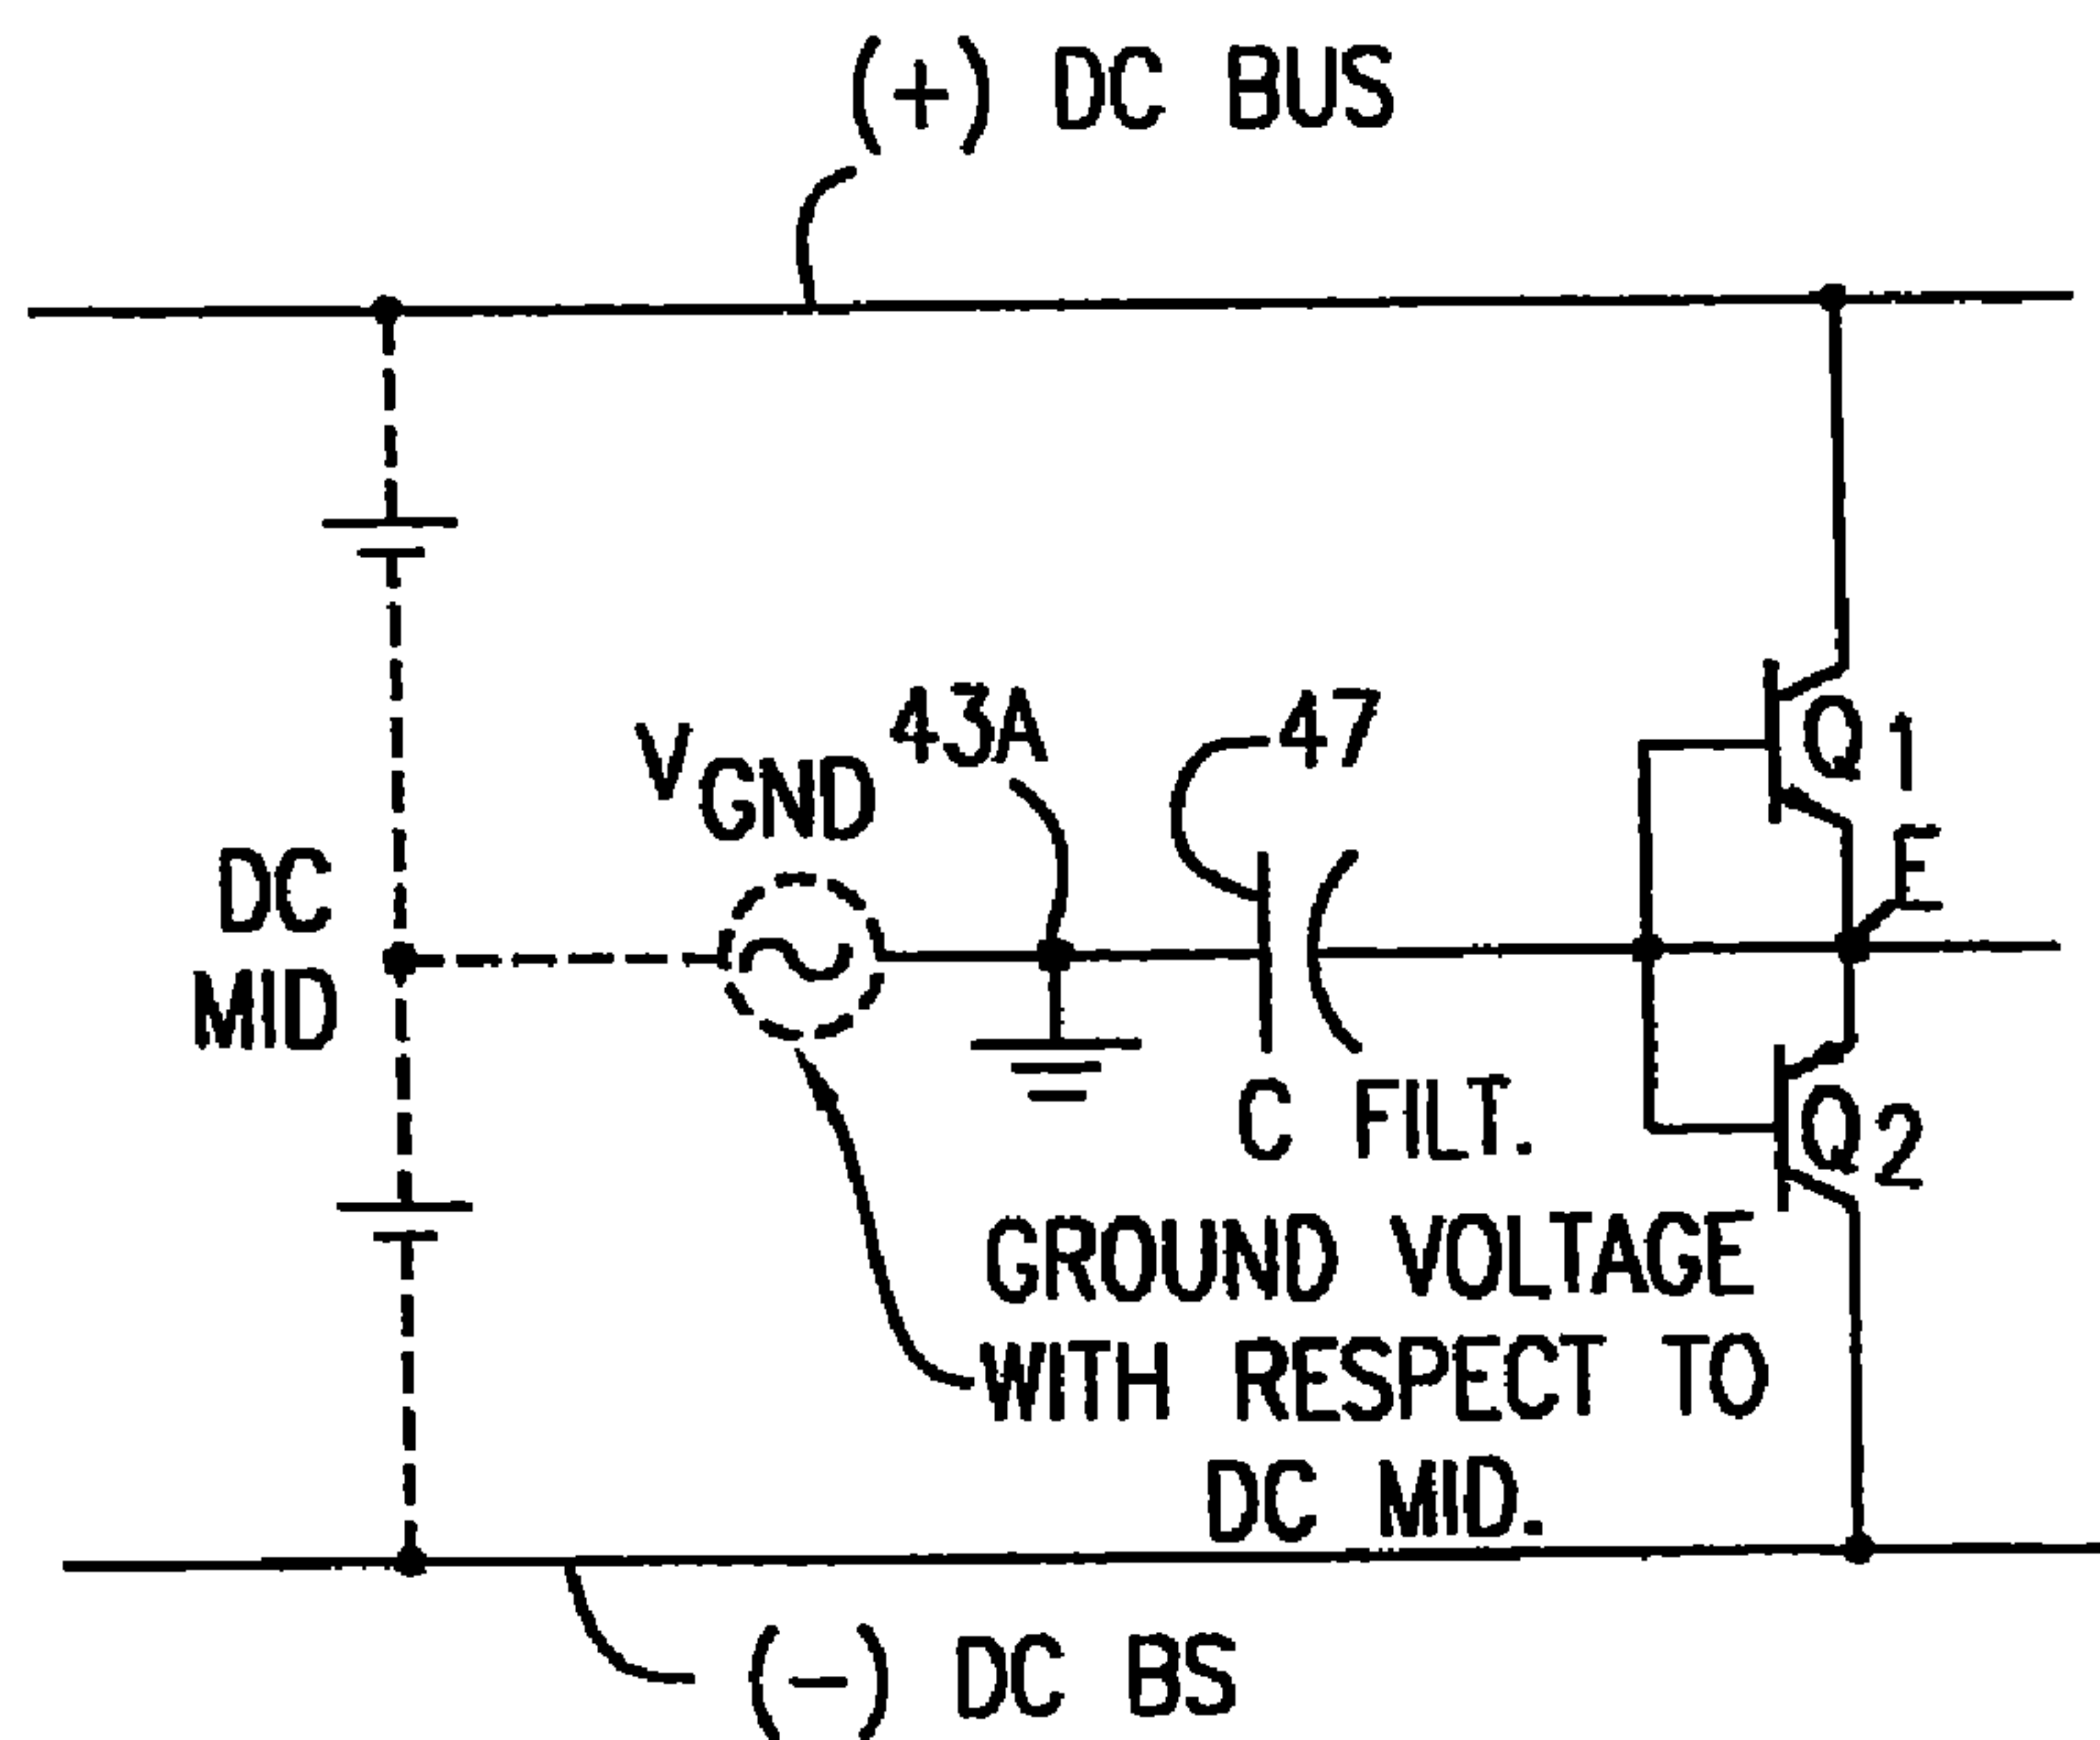 (+) DC BUS
V GND
43A
47
Q1
DC
MID
E
C FILT.
Q2
GROUND VOLTAGE
WITH RESPECT TO
DC MID.
(-) DC BS